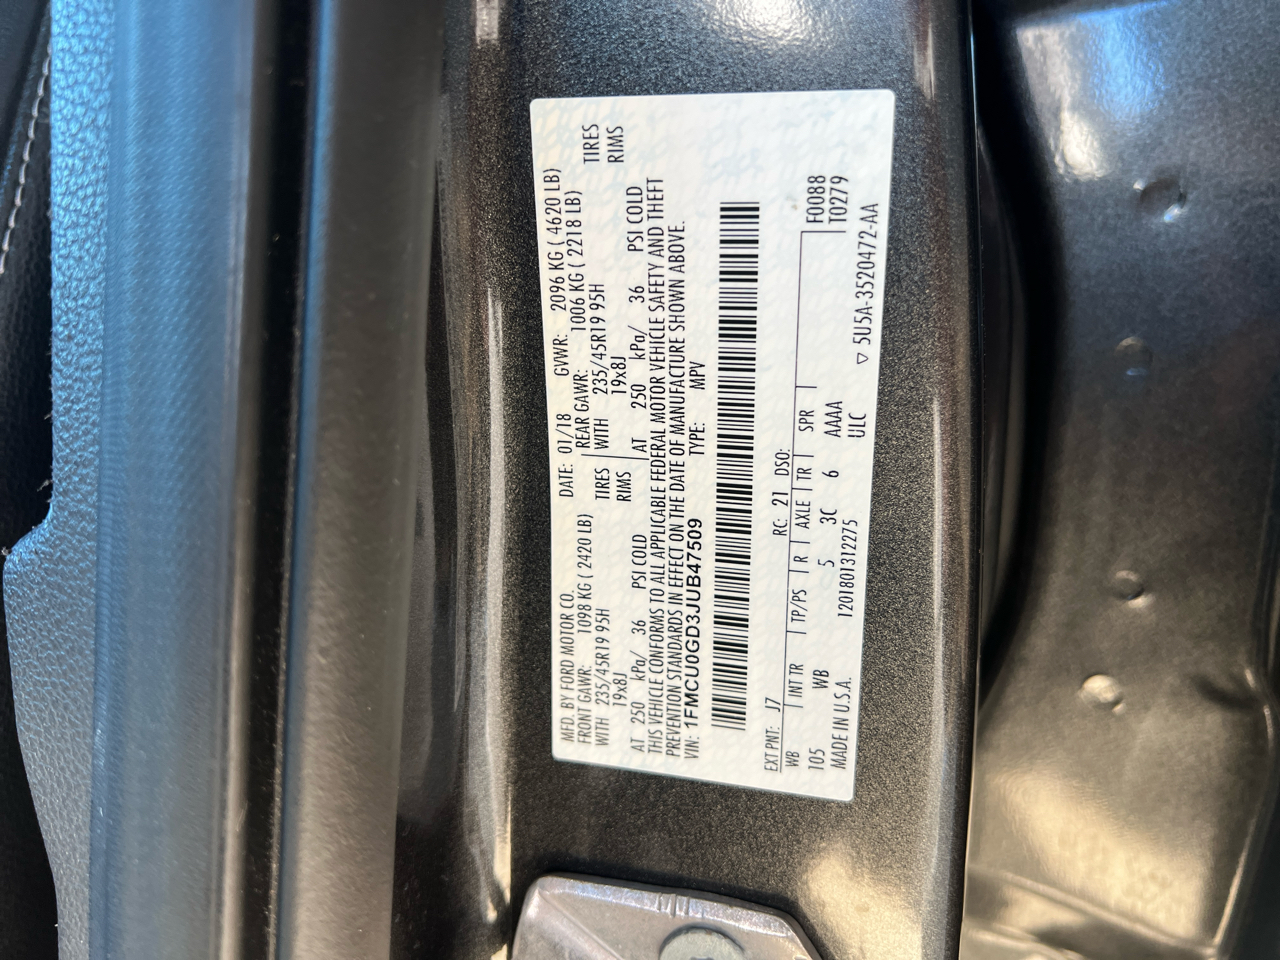 MFD. BY FORD MOTOR CO. DATE: 01/18 GVWR: 2096 KG ( 4620 LB)
FRONT GAWR: 1098 KG ( 2420 LB) REAR GAWR: 1006 KG ( 2218 LB)
WITH 235/45R19 95H TIRES WITH 235/45R19 95H TIRES
19x8J RIMS 19x8J RIMS
AT 250 kPa/ 36 PSI COLD AT 250 kPa/ 36 PSI COLD
THIS VEHICLE CONFORMS TO ALL APPLICABLE FEDERAL MOTOR VEHICLE SAFETY AND THEFT
PREVENTION STANDARDS IN EFFECT ON THE DATE OF MANUFACTURE SHOWN ABOVE.
VIN: 1FMCU0GD3JUB47509 TYPE: MPV
EXT PNT: J7 RC: 21 DSO:
WB INT TR TP/PS R AXLE TR SPR F0088
105 WB 5 3C 6 AAAA T0279
MADE IN U.S.A. 1201801312275 ULC
▽ 5U5A-3520472-AA